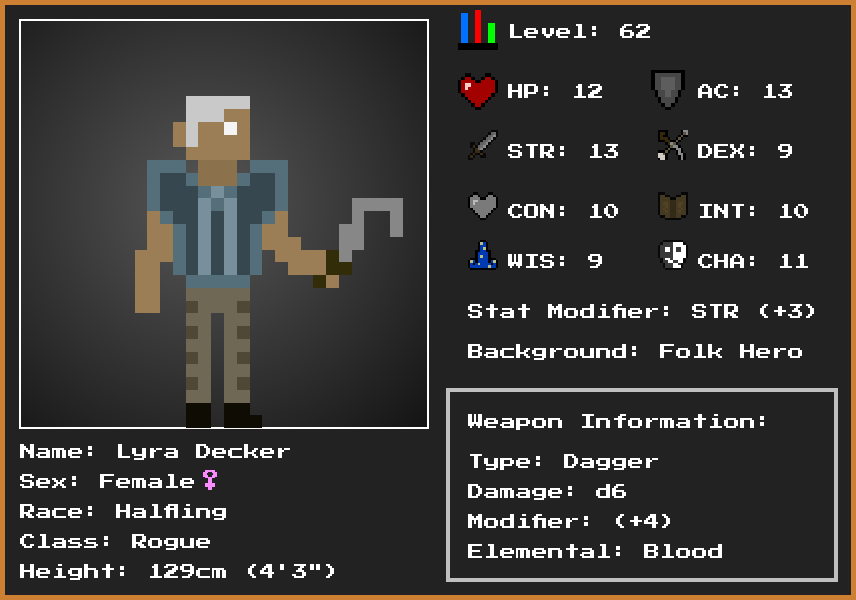 Level: 62
HP: 12
AC: 13
STR: 13
DEX: 9
CON: 10
INT: 10
WIS: 9
CHA: 11
Stat Modifier: STR (+3)
Background: Folk Hero
Name: Lyra Decker
Sex: Female♀
Race: Halfling
Class: Rogue
Height: 129cm (4'3")
Weapon Information:
Type: Dagger
Damage: d6
Modifier: (+4)
Elemental: Blood